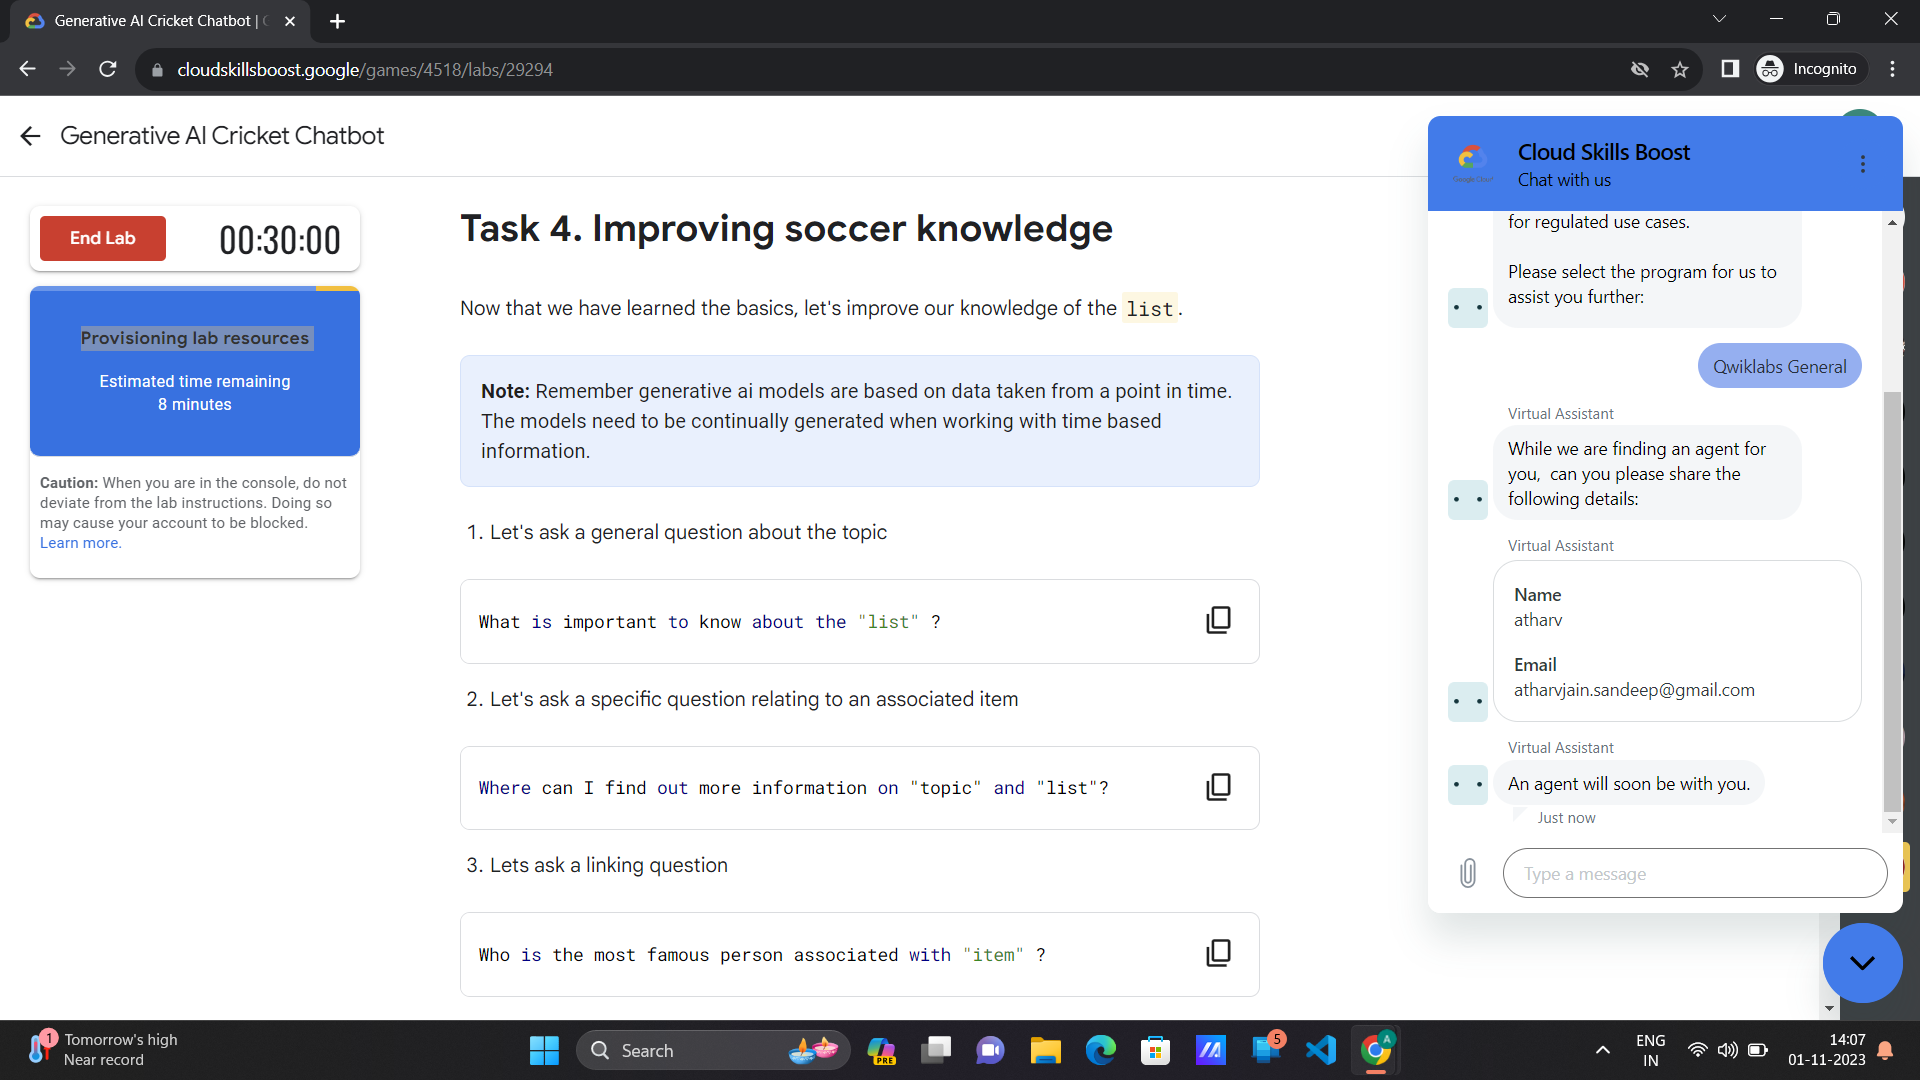 Generative AI Cricket Chatbot |
cloudskillsboost.google/games/4518/labs/29294
Incognito
Generative AI Cricket Chatbot
End Lab
00:30:00
Provisioning lab resources
Estimated time remaining
8 minutes
Caution: When you are in the console, do not
deviate from the lab instructions. Doing so
may cause your account to be blocked.
Learn more.
Task 4. Improving soccer knowledge
Now that we have learned the basics, let's improve our knowledge of the list.
Note: Remember generative ai models are based on data taken from a point in time.
The models need to be continually generated when working with time based
information.
1. Let's ask a general question about the topic
What is important to know about the "list" ?
2. Let's ask a specific question relating to an associated item
Where can I find out more information on "topic" and "list"?
3. Lets ask a linking question
Who is the most famous person associated with "item" ?
Google Cloud
Cloud Skills Boost
Chat with us
for regulated use cases.
Please select the program for us to
assist you further:
Qwiklabs General
Virtual Assistant
While we are finding an agent for
you, can you please share the
following details:
Virtual Assistant
Name
atharv
Email
atharvjain.sandeep@gmail.com
Virtual Assistant
An agent will soon be with you.
Just now
Type a message
1
Tomorrow's high
Near record
Search
PRE
5
A
ENG
IN
14:07
01-11-2023